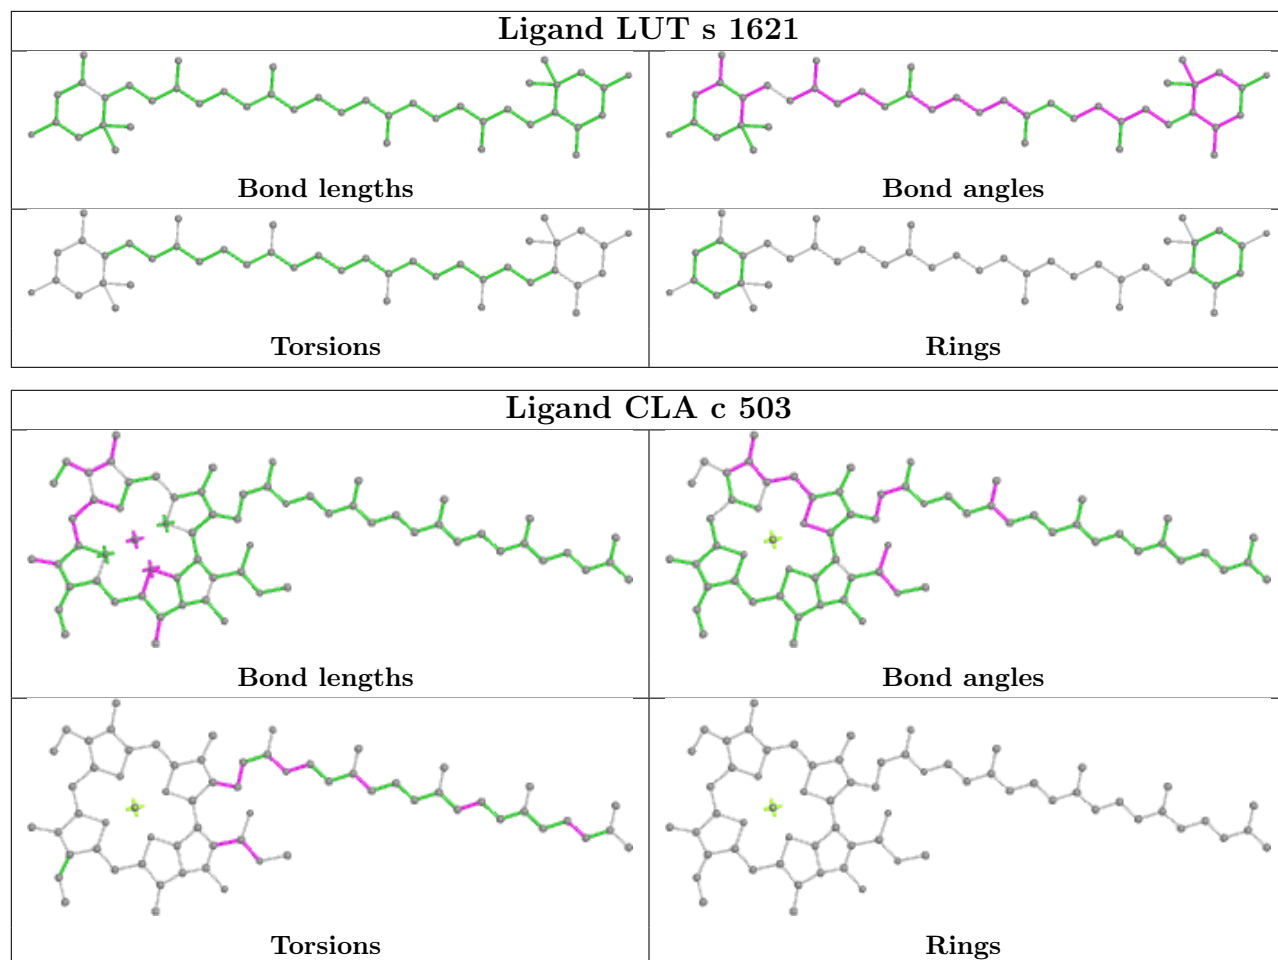 Ligand LUT s 1621
Bond lengths
Bond angles
Torsions
Rings
Ligand CLA c 503
Bond lengths
Bond angles
Torsions
Rings